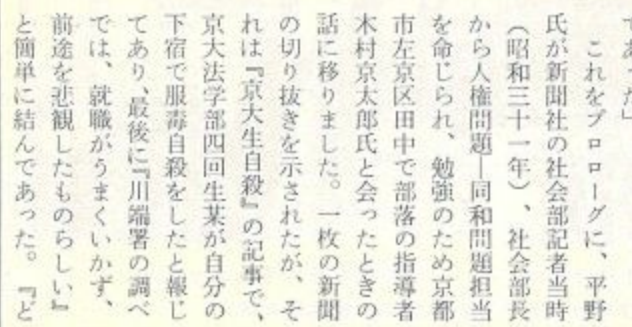 であった」
これをプロローグに、平野
氏が新聞社の社会部記者当時
（昭和三十一年）、社会部長
から人権問題―同和問題担当
を命じられ、勉強のため京都
市左京区田中で部落の指導者
木村京太郎氏と会ったときの
話に移りました。一枚の新聞
の切り抜きを示されたが、そ
れは『京大生自殺』の記事で、
京大法学部四回生某が自分の
下宿で服毒自殺をしたと報じ
てあり、最後に『川端署の調べ
では、就職がうまくいかず、
前途を悲観したものらしい』
と簡単に結んであった。『ど